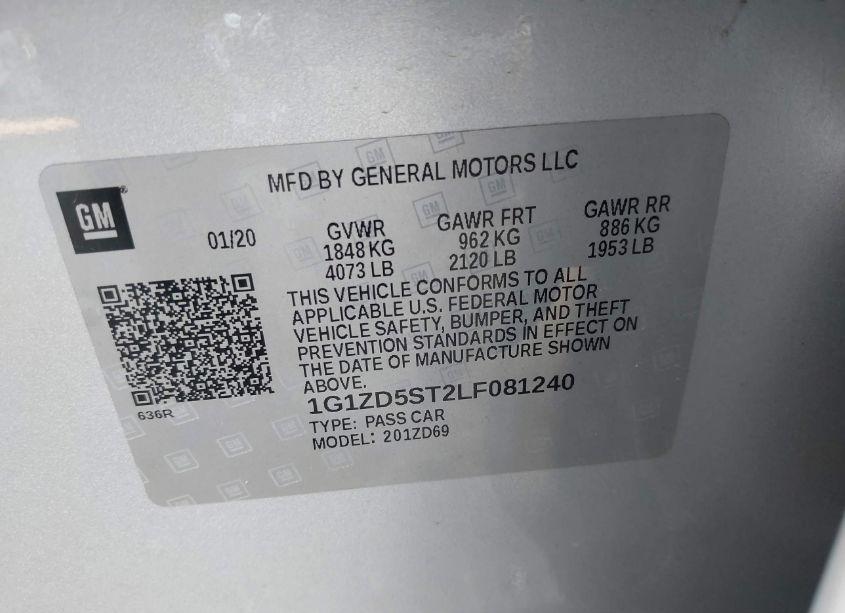 MFD BY GENERAL MOTORS LLC
GM
01/20
GVWR
1848 KG
4073 LB
GAWR FRT
962 KG
2120 LB
GAWR RR
886 KG
1953 LB
THIS VEHICLE CONFORMS TO ALL
APPLICABLE U.S. FEDERAL MOTOR
VEHICLE SAFETY, BUMPER, AND THEFT
PREVENTION STANDARDS IN EFFECT ON
THE DATE OF MANUFACTURE SHOWN
ABOVE.
636R
1G1ZD5ST2LF081240
TYPE: PASS CAR
MODEL: 201ZD69